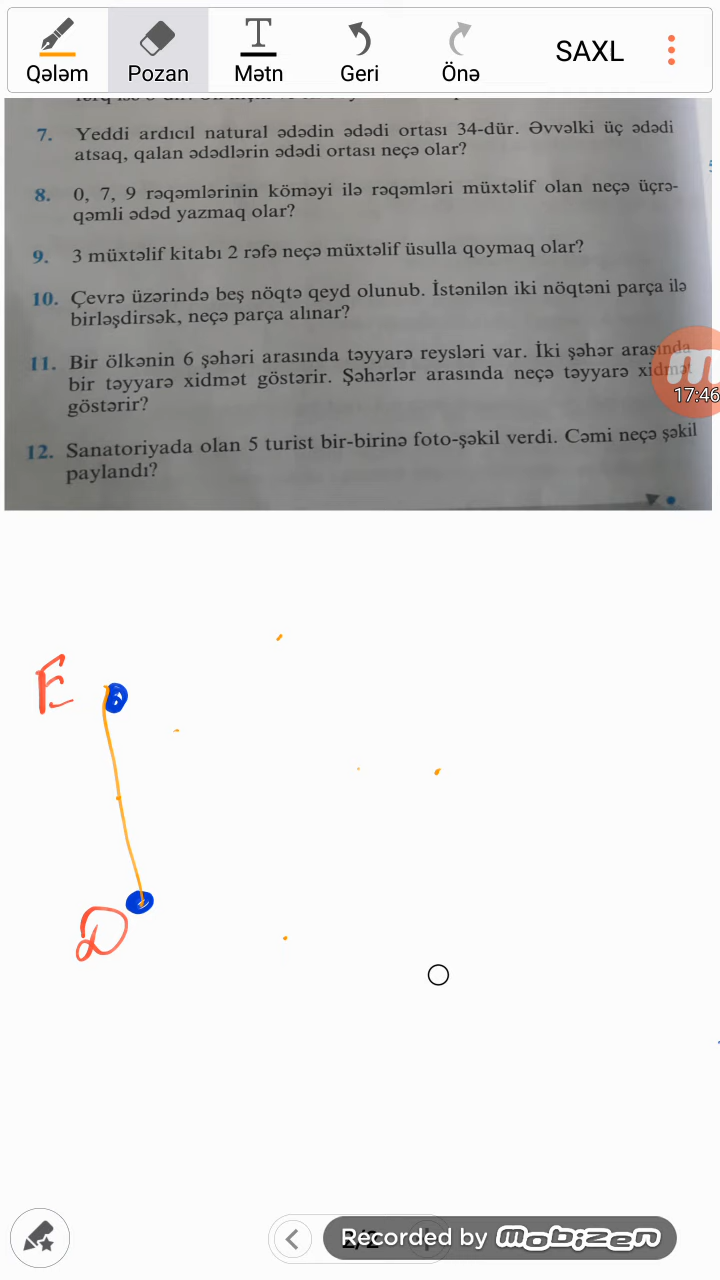 Qələm Pozan Mətn Geri Önə SAXL
7. Yeddi ardıcıl natural ədədin ədədi ortası 34-dür. Əvvəlki üç ədədi
atsaq, qalan ədədlərin ədədi ortası neçə olar?
8. 0, 7, 9 rəqəmlərinin köməyi ilə rəqəmləri müxtəlif olan neçə üçrə-
qəmli ədəd yazmaq olar?
9. 3 müxtəlif kitabı 2 rəfə neçə müxtəlif üsulla qoymaq olar?
10. Çevrə üzərində beş nöqtə qeyd olunub. İstənilən iki nöqtəni parça ilə
birləşdirsək, neçə parça alınar?
11. Bir ölkənin 6 şəhəri arasında təyyarə reysləri var. İki şəhər arasında
bir təyyarə xidmət göstərir. Şəhərlər arasında neçə təyyarə xidmət
göstərir?
17:46
12. Sanatoriyada olan 5 turist bir-birinə foto-şəkil verdi. Cəmi neçə şəkil
paylandı?
E
D
2/2
Recorded by mobizen